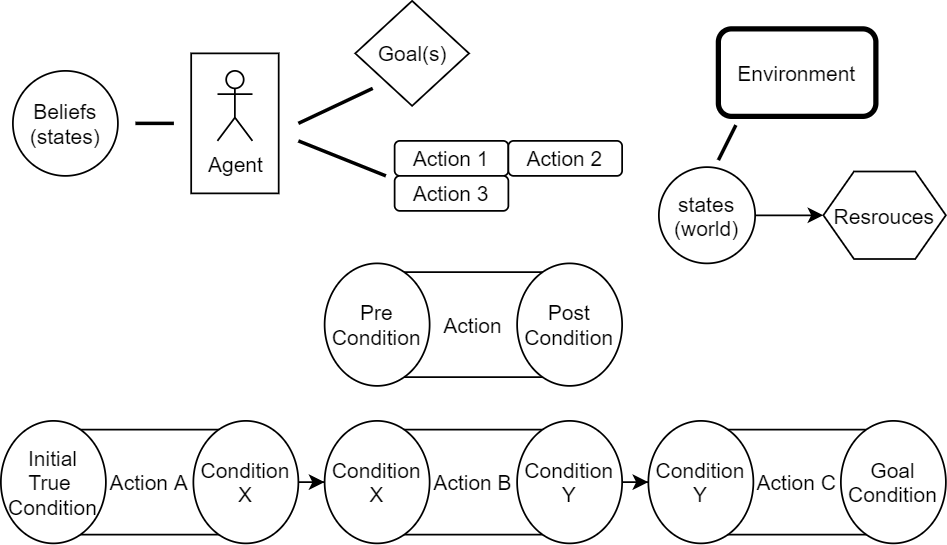 Beliefs
(states)
Agent
Goal(s)
Action 1
Action 2
Action 3
Environment
states
(world)
Resrouces
Pre
Condition
Action
Post
Condition
Initial
True
Condition
Action A
Condition
X
Condition
X
Action B
Condition
Y
Condition
Y
Action C
Goal
Condition